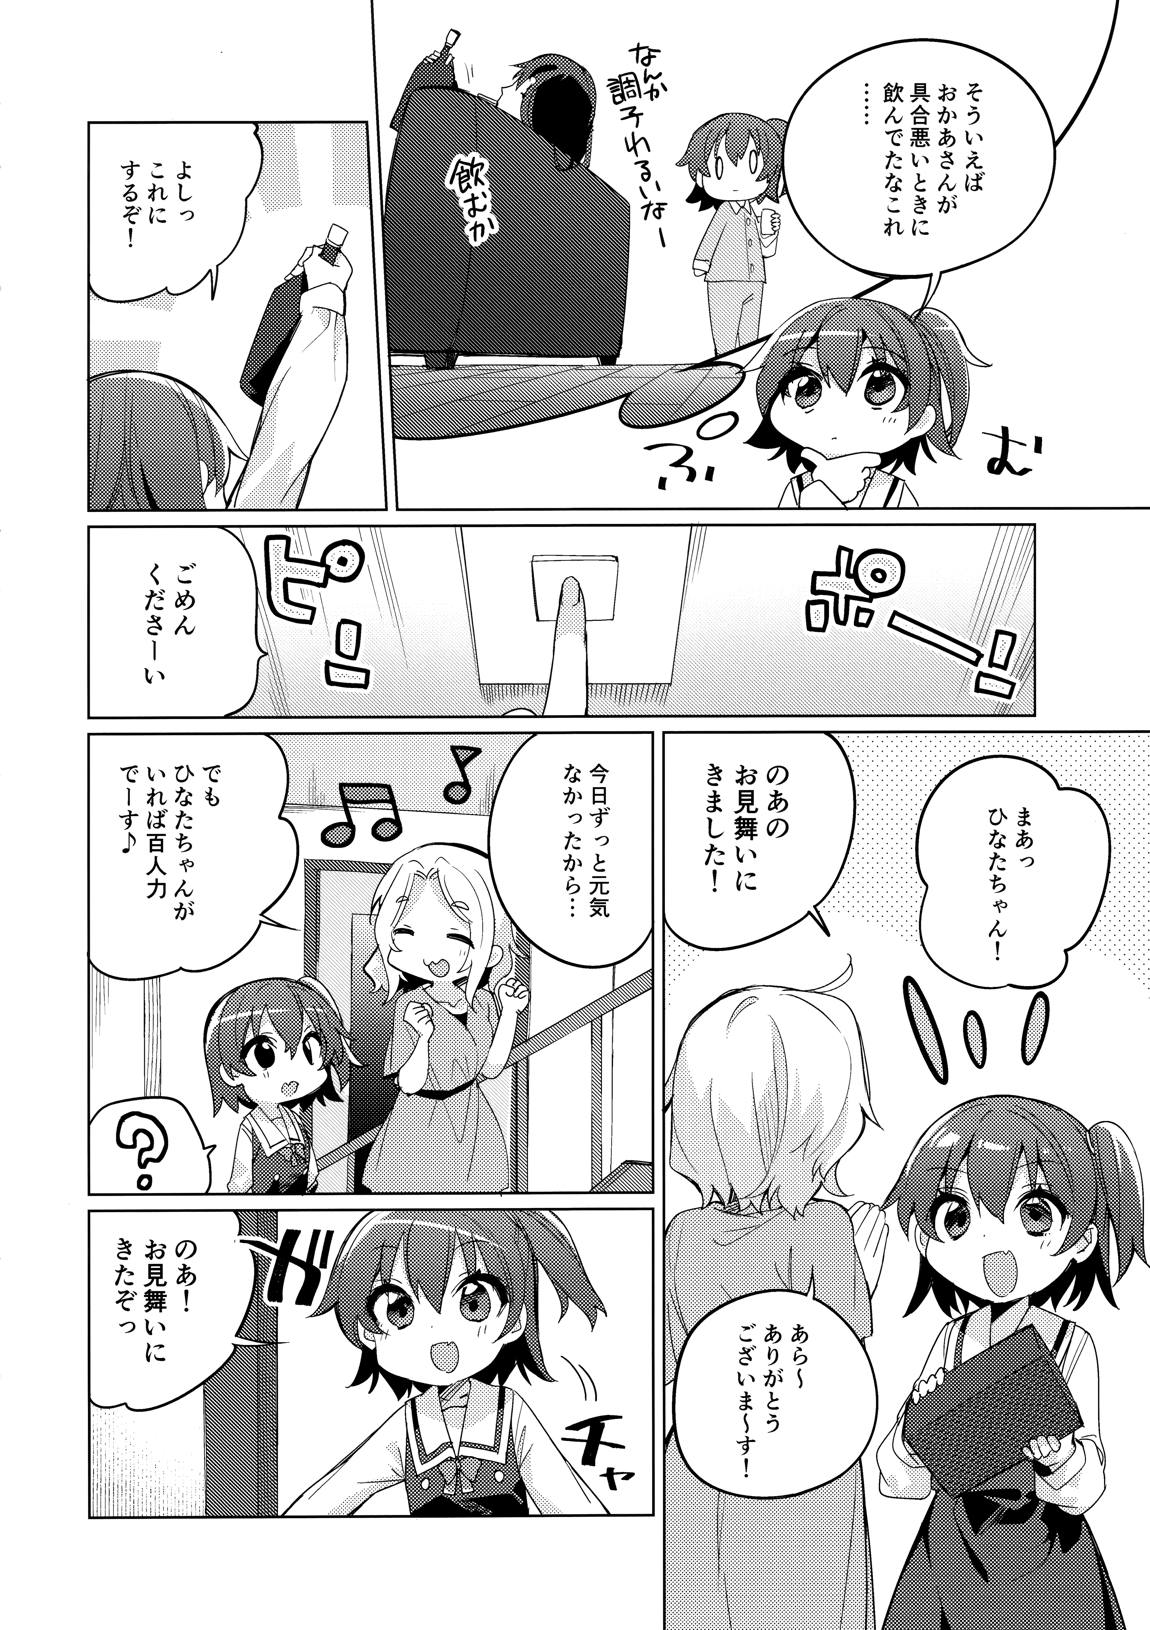 そういえば
おかあさんが
具合悪いときに
飲んでたなこれ
……
なんか
調子わるいなー
飲むか
む
ふ
よしっ
これに
するぞ！
ピンポーン
ごめん
くださーい
まあっ
ひなたちゃん！
のあの
お見舞いに
きました！
あら～
ありがとう
ございま～す！
今日ずっと元気
なかったから…
でも
ひなたちゃんが
いれば百人力
でーす♪
？
ガチャ
のあ！
お見舞いに
きたぞっ